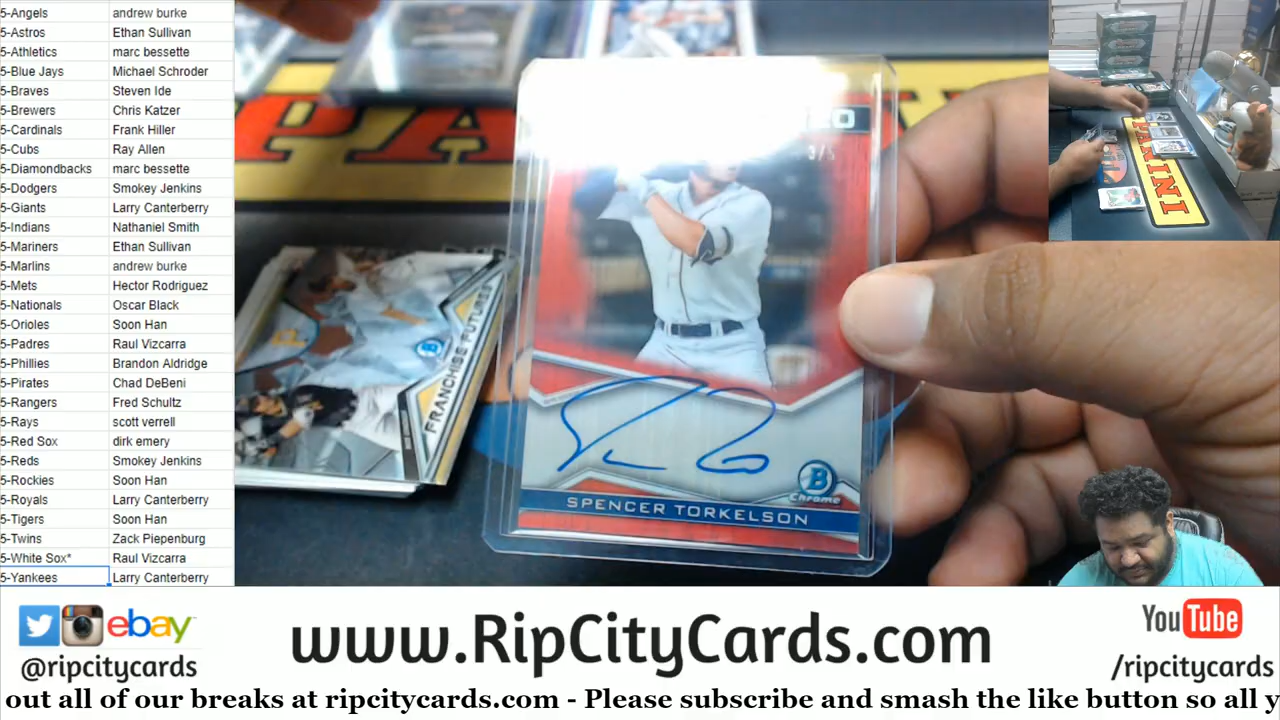 5-Angels andrew burke
5-Astros Ethan Sullivan
5-Athletics marc bessette
5-Blue Jays Michael Schroder
5-Braves Steven Ide
5-Brewers Chris Katzer
5-Cardinals Frank Hiller
5-Cubs Ray Allen
5-Diamondbacks marc bessette
5-Dodgers Smokey Jenkins
5-Giants Larry Canterberry
5-Indians Nathaniel Smith
5-Mariners Ethan Sullivan
5-Marlins andrew burke
5-Mets Hector Rodriguez
5-Nationals Oscar Black
5-Orioles Soon Han
5-Padres Raul Vizcarra
5-Phillies Brandon Aldridge
5-Pirates Chad DeBeni
5-Rangers Fred Schultz
5-Rays scott verrell
5-Red Sox dirk emery
5-Reds Smokey Jenkins
5-Rockies Soon Han
5-Royals Larry Canterberry
5-Tigers Soon Han
5-Twins Zack Piepenburg
5-White Sox* Raul Vizcarra
5-Yankees Larry Canterberry
FRANCHISE FUTURES
B
B
Chrome
SPENCER TORKELSON
PANINI
ebay
@ripcitycards
www.RipCityCards.com
YouTube
/ripcitycards
out all of our breaks at ripcitycards.com - Please subscribe and smash the like button so all y